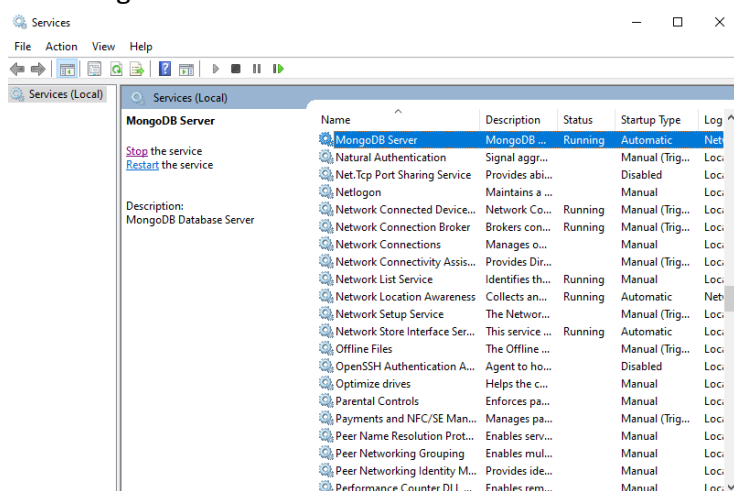 Services
File Action View Help
Services (Local)
Services (Local)
MongoDB Server
Stop the service
Restart the service
Description:
MongoDB Database Server
Name Description Status Startup Type Log
MongoDB Server MongoDB ... Running Automatic Net
Natural Authentication Signal aggr... Manual (Trig... Loca
Net.Tcp Port Sharing Service Provides abi... Disabled Loca
Netlogon Maintains a ... Manual Loca
Network Connected Device... Network Co... Running Manual (Trig... Loca
Network Connection Broker Brokers con... Running Manual (Trig... Loca
Network Connections Manages o... Manual Loca
Network Connectivity Assis... Provides Dir... Manual (Trig... Loca
Network List Service Identifies th... Running Manual Loca
Network Location Awareness Collects an... Running Automatic Net
Network Setup Service The Networ... Manual (Trig... Loca
Network Store Interface Ser... This service ... Running Automatic Loca
Offline Files The Offline ... Manual (Trig... Loca
OpenSSH Authentication A... Agent to ho... Disabled Loca
Optimize drives Helps the c... Manual Loca
Parental Controls Enforces pa... Manual Loca
Payments and NFC/SE Man... Manages pa... Manual (Trig... Loca
Peer Name Resolution Prot... Enables serv... Manual Loca
Peer Networking Grouping Enables mul... Manual Loca
Peer Networking Identity M... Provides ide... Manual Loca
Performance Counter DLL ... Enables rem... Manual Loca